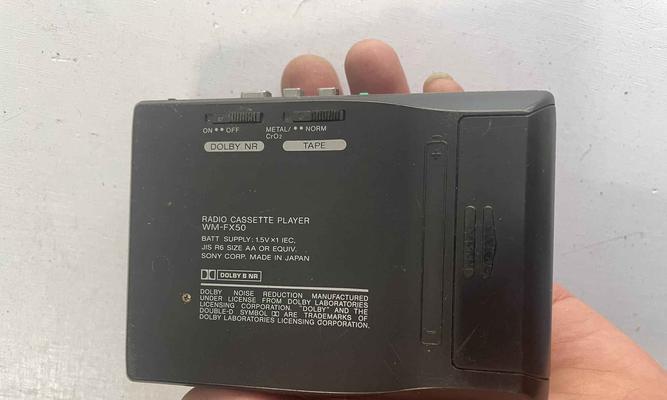 ON •• OFF
METAL/ •• NORM
CrO2
DOLBY NR
TAPE
RADIO CASSETTE PLAYER
WM-FX50
BATT SUPPLY: 1.5V×1 IEC,
JIS R6 SIZE AA OR EQUIV.
SONY CORP. MADE IN JAPAN
DOLBY B NR
DOLBY NOISE REDUCTION MANUFACTURED
UNDER LICENSE FROM DOLBY LABORATORIES
LICENSING CORPORATION. "DOLBY" AND THE
DOUBLE-D SYMBOL ARE TRADEMARKS OF
DOLBY LABORATORIES LICENSING CORPORATION.